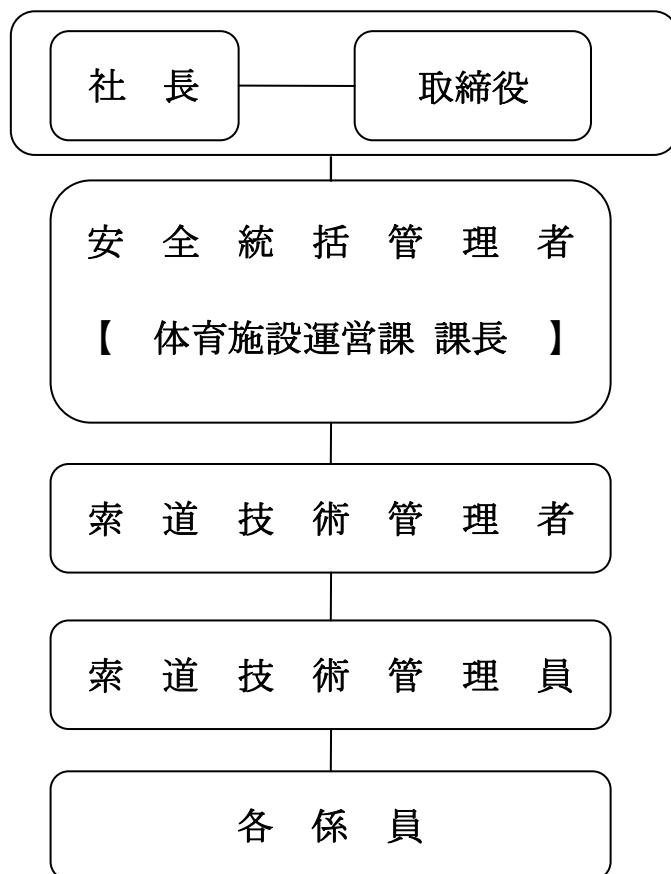 社　長
取締役
安　全　統　括　管　理　者
【　体育施設運営課 課長　】
索　道　技　術　管　理　者
索　道　技　術　管　理　員
各　係　員